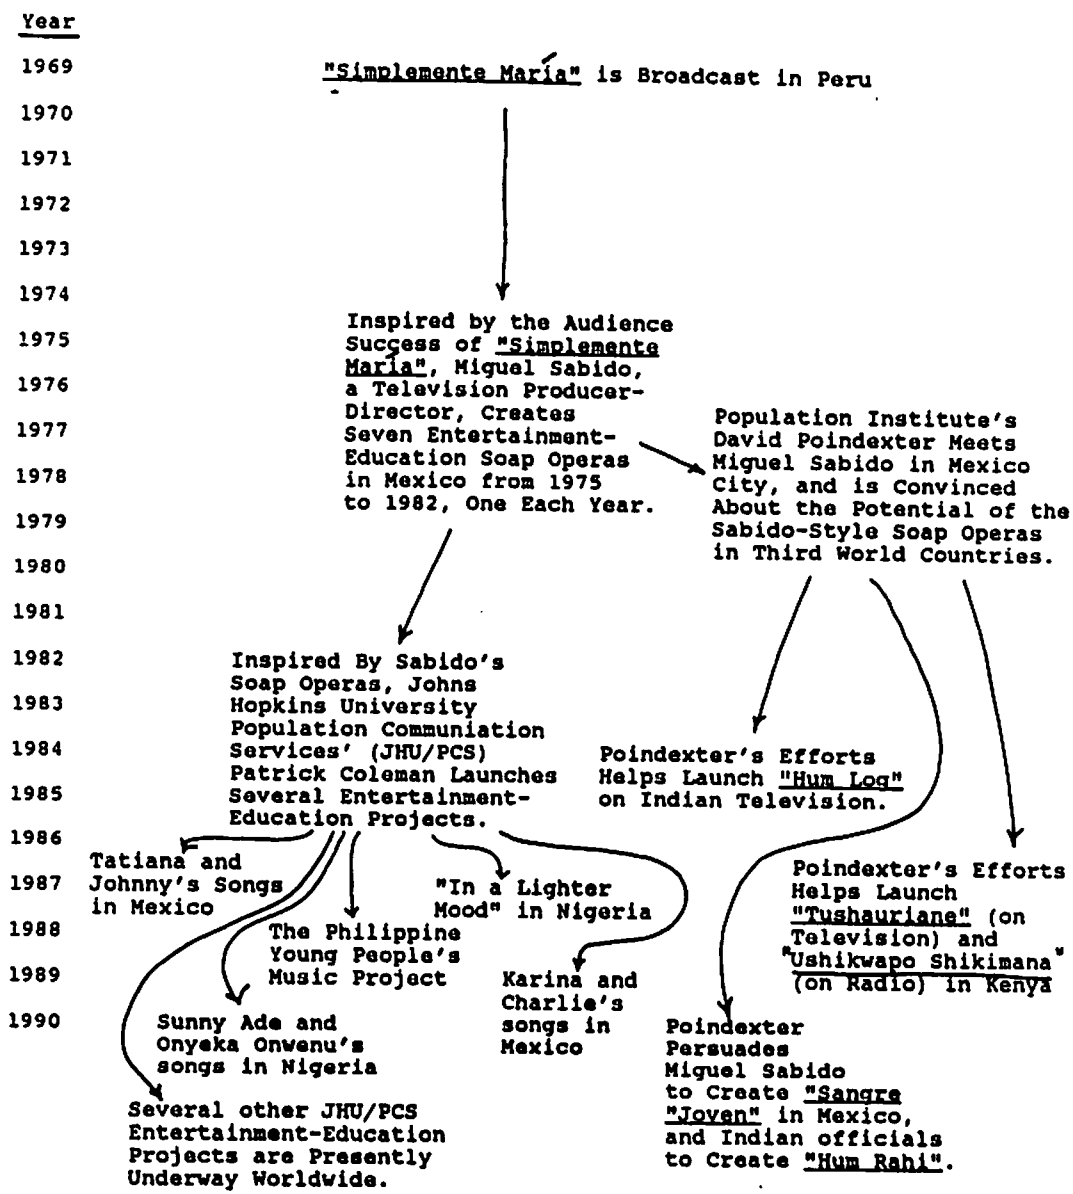 Year
1969
1970
1971
1972
1973
1974
1975
1976
1977
1978
1979
1980
1981
1982
1983
1984
1985
1986
1987
1988
1989
1990
"Simplemente María" is Broadcast in Peru
Inspired by the Audience
Success of "Simplemente
María", Miguel Sabido,
a Television Producer-
Director, Creates
Seven Entertainment-
Education Soap Operas
in Mexico from 1975
to 1982, One Each Year.
Population Institute's
David Poindexter Meets
Miguel Sabido in Mexico
City, and is Convinced
About the Potential of the
Sabido-Style Soap Operas
in Third World Countries.
Inspired By Sabido's
Soap Operas, Johns
Hopkins University
Population Communiation
Services' (JHU/PCS)
Patrick Coleman Launches
Several Entertainment-
Education Projects.
Poindexter's Efforts
Helps Launch "Hum Log"
on Indian Television.
Tatiana and
Johnny's Songs
in Mexico
"In a Lighter
Mood" in Nigeria
Poindexter's Efforts
Helps Launch
"Tushauriane" (on
Television) and
"Ushikwapo Shikimana"
(on Radio) in Kenya
The Philippine
Young People's
Music Project
Karina and
Charlie's
songs in
Mexico
Sunny Ade and
Onyeka Onwenu's
songs in Nigeria
Poindexter
Persuades
Miguel Sabido
to Create "Sangre
"Joven" in Mexico,
and Indian officials
to Create "Hum Rahi".
Several other JHU/PCS
Entertainment-Education
Projects are Presently
Underway Worldwide.